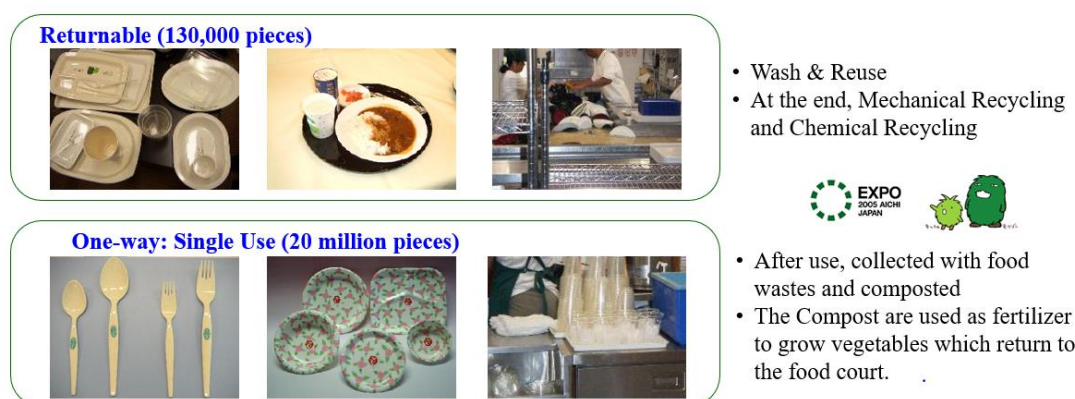 Returnable (130,000 pieces)
• Wash & Reuse
• At the end, Mechanical Recycling
and Chemical Recycling
EXPO
2005 AICHI
JAPAN
One-way: Single Use (20 million pieces)
• After use, collected with food
wastes and composted
• The Compost are used as fertilizer
to grow vegetables which return to
the food court.